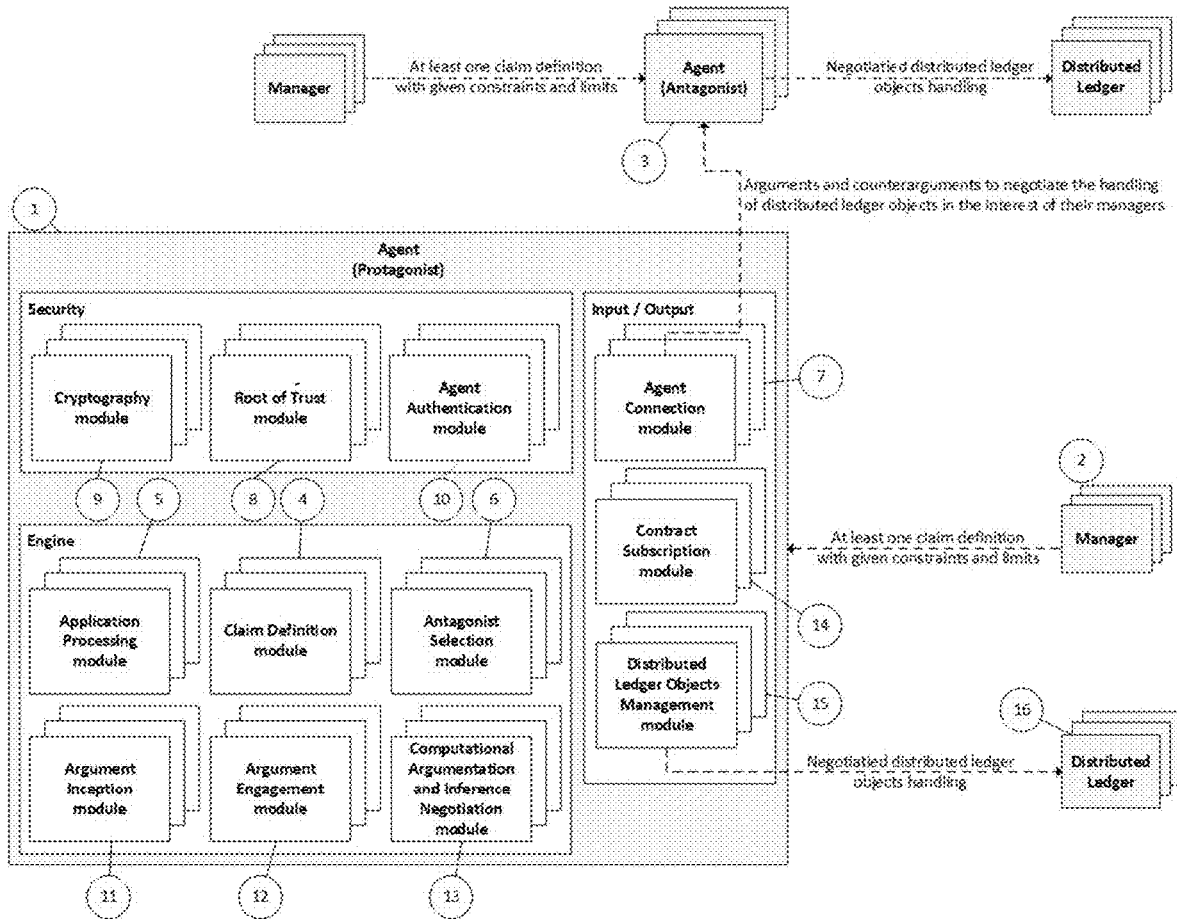 Manager
At least one claim definition
with given constraints and limits
Agent
(Antagonist)
Negotiatied distributed ledger
objects handling
Distributed
Ledger
3
Arguments and counterarguments to negotiate the handling
of distributed ledger objects in the interest of their managers
1
Agent
(Protagonist)
Security
Cryptography
module
Root of Trust
module
Agent
Authentication
module
Input / Output
Agent
Connection
module
7
9
5
8
4
10
6
2
Engine
Application
Processing
module
Claim Definition
module
Antagonist
Selection
module
Contract
Subscription
module
At least one claim definition
with given constraints and limits
Manager
14
Argument
Inception
module
Argument
Engagement
module
Computational
Argumentation
and Inference
Negotiation
module
Distributed
Ledger Objects
Management
module
15
16
Negotiatied distributed ledger
objects handling
Distributed
Ledger
11
12
13